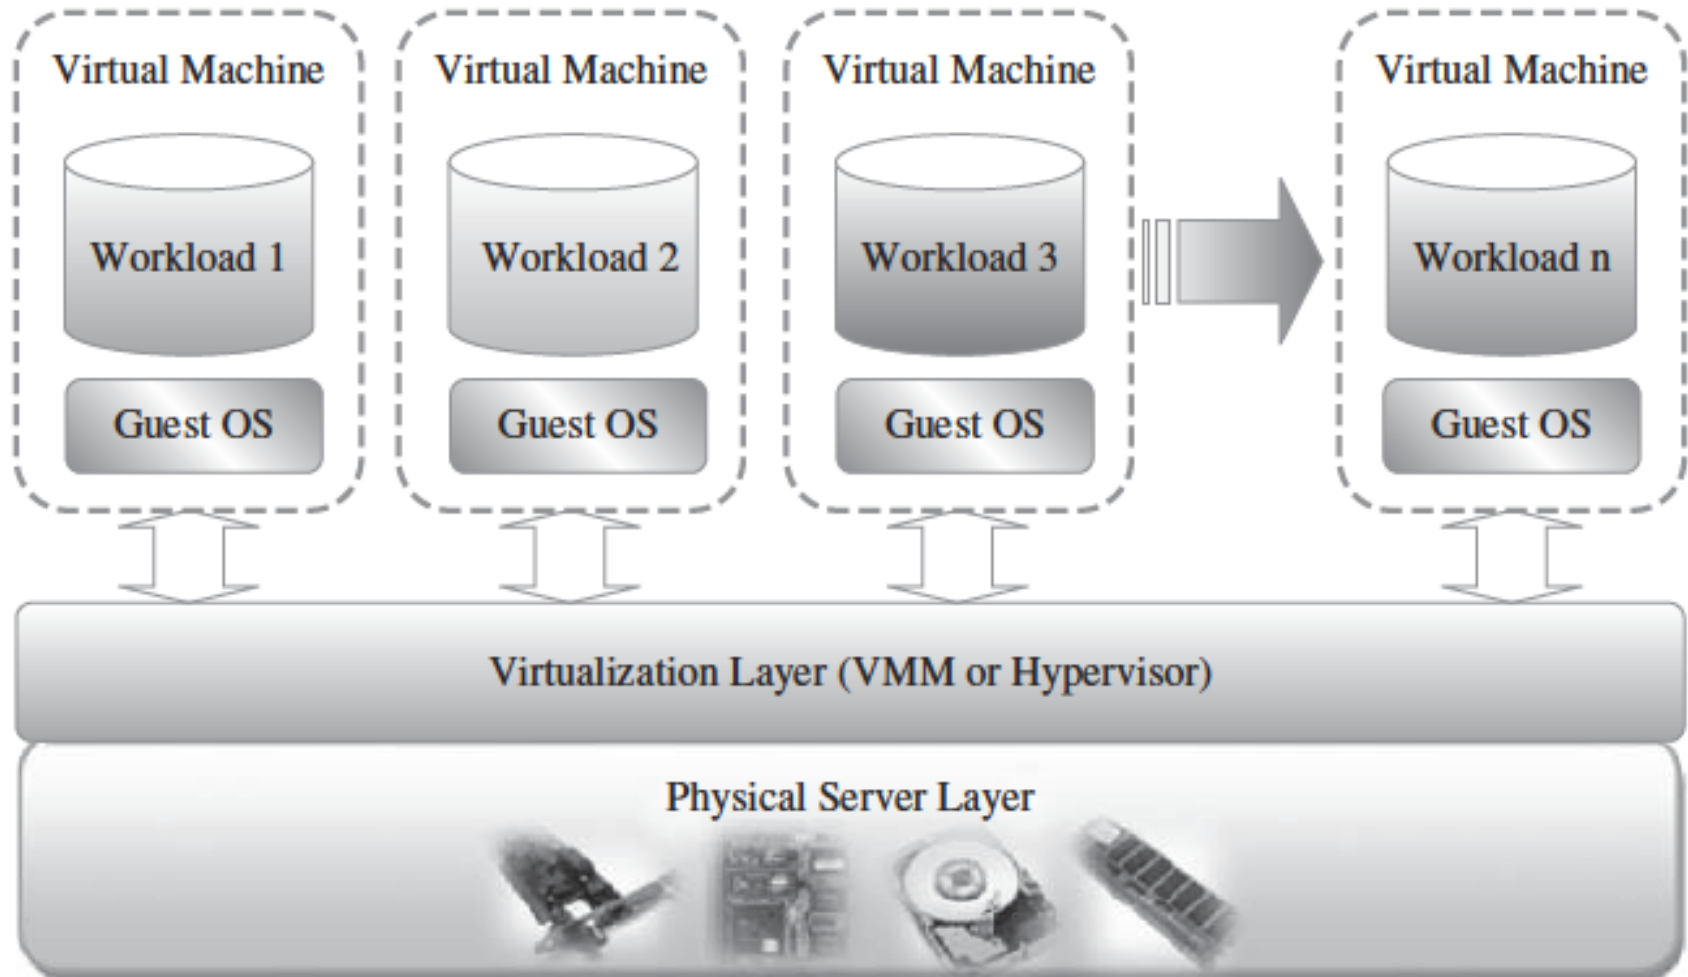 Virtual Machine
Virtual Machine
Virtual Machine
Virtual Machine
Workload 1
Workload 2
Workload 3
Workload n
Guest OS
Guest OS
Guest OS
Guest OS
Virtualization Layer (VMM or Hypervisor)
Physical Server Layer